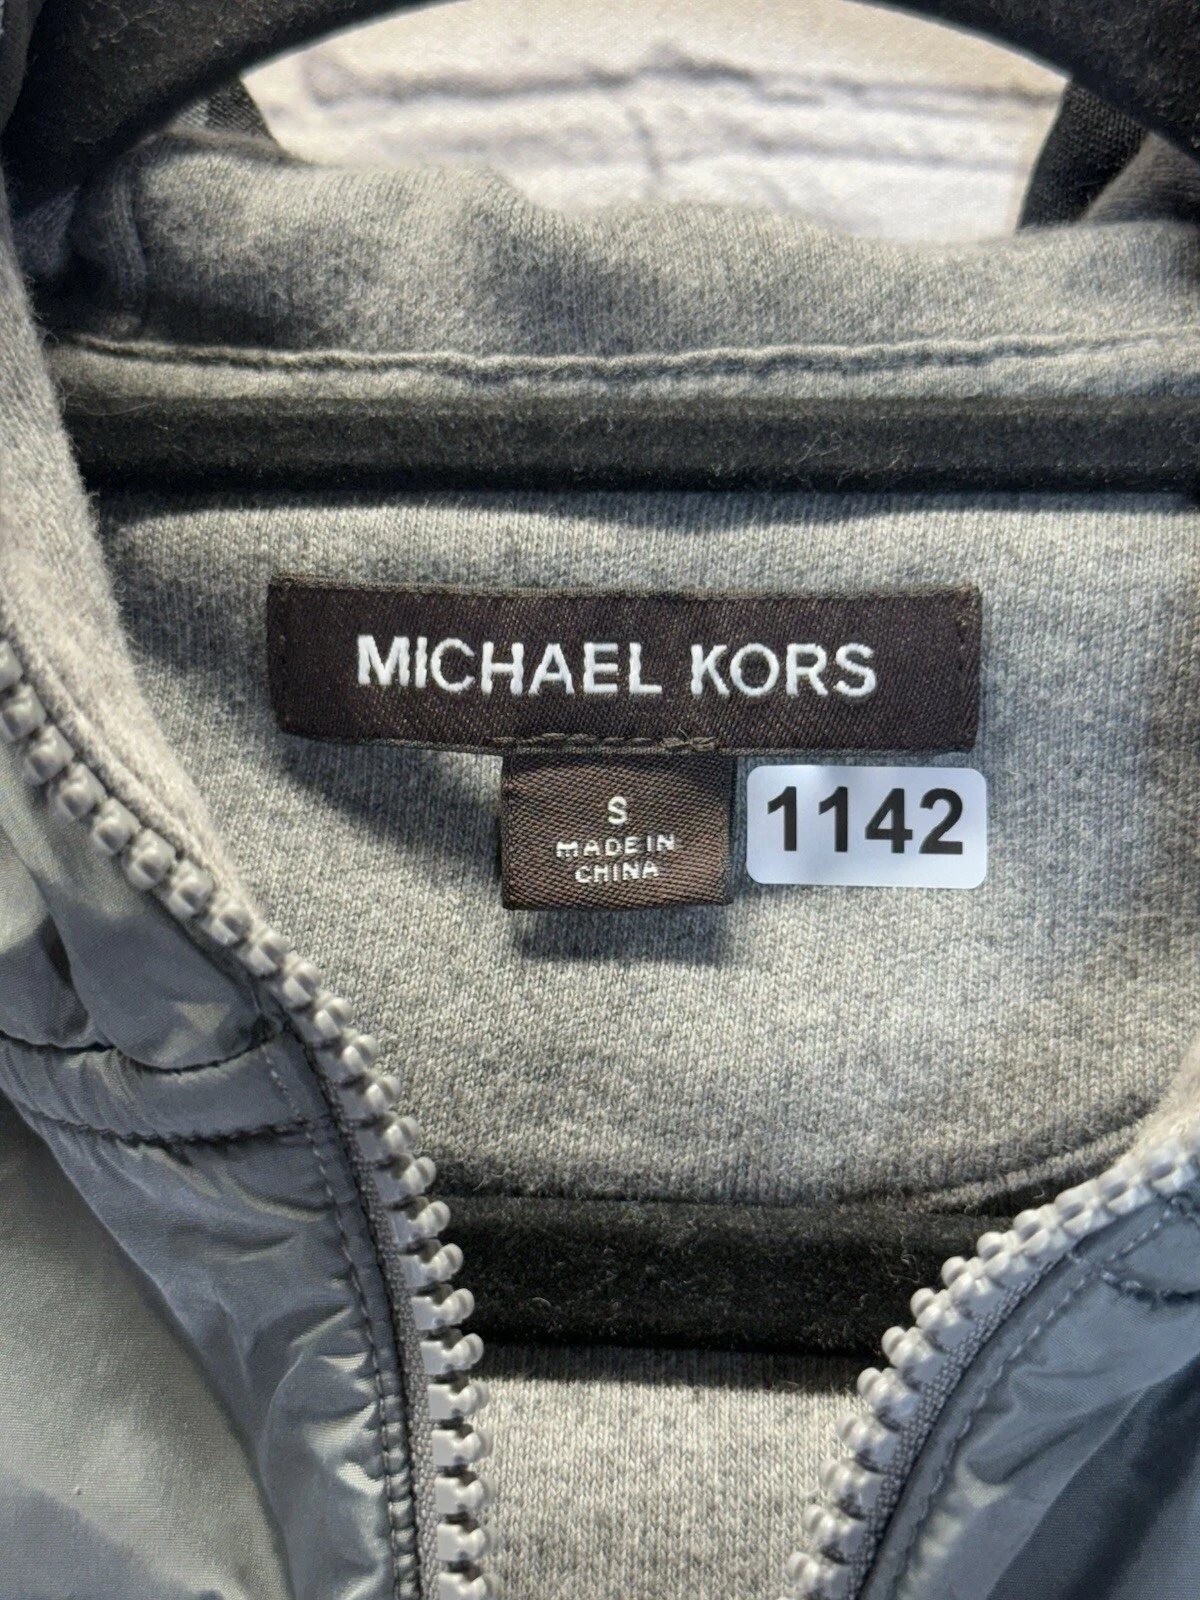 MICHAEL KORS
S
MADE IN
CHINA
1142